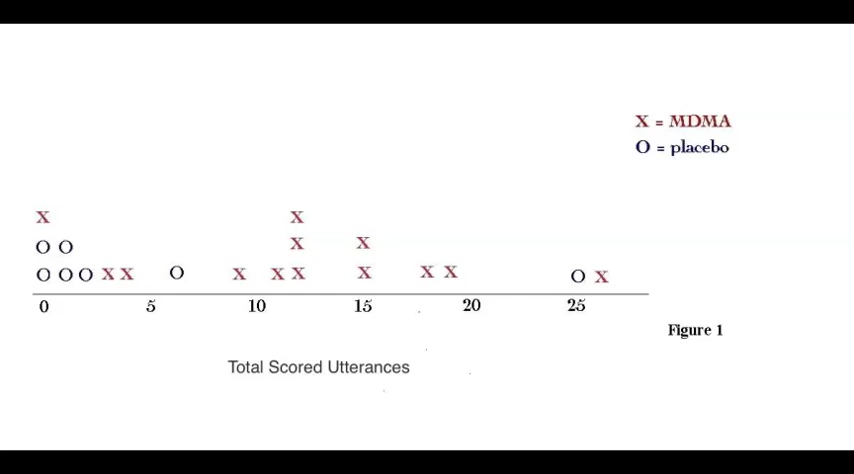 X = MDMA
O = placebo
X X
O O X X
O O O X X O X X X X X X O X
0 5 10 15 20 25
Figure 1
Total Scored Utterances